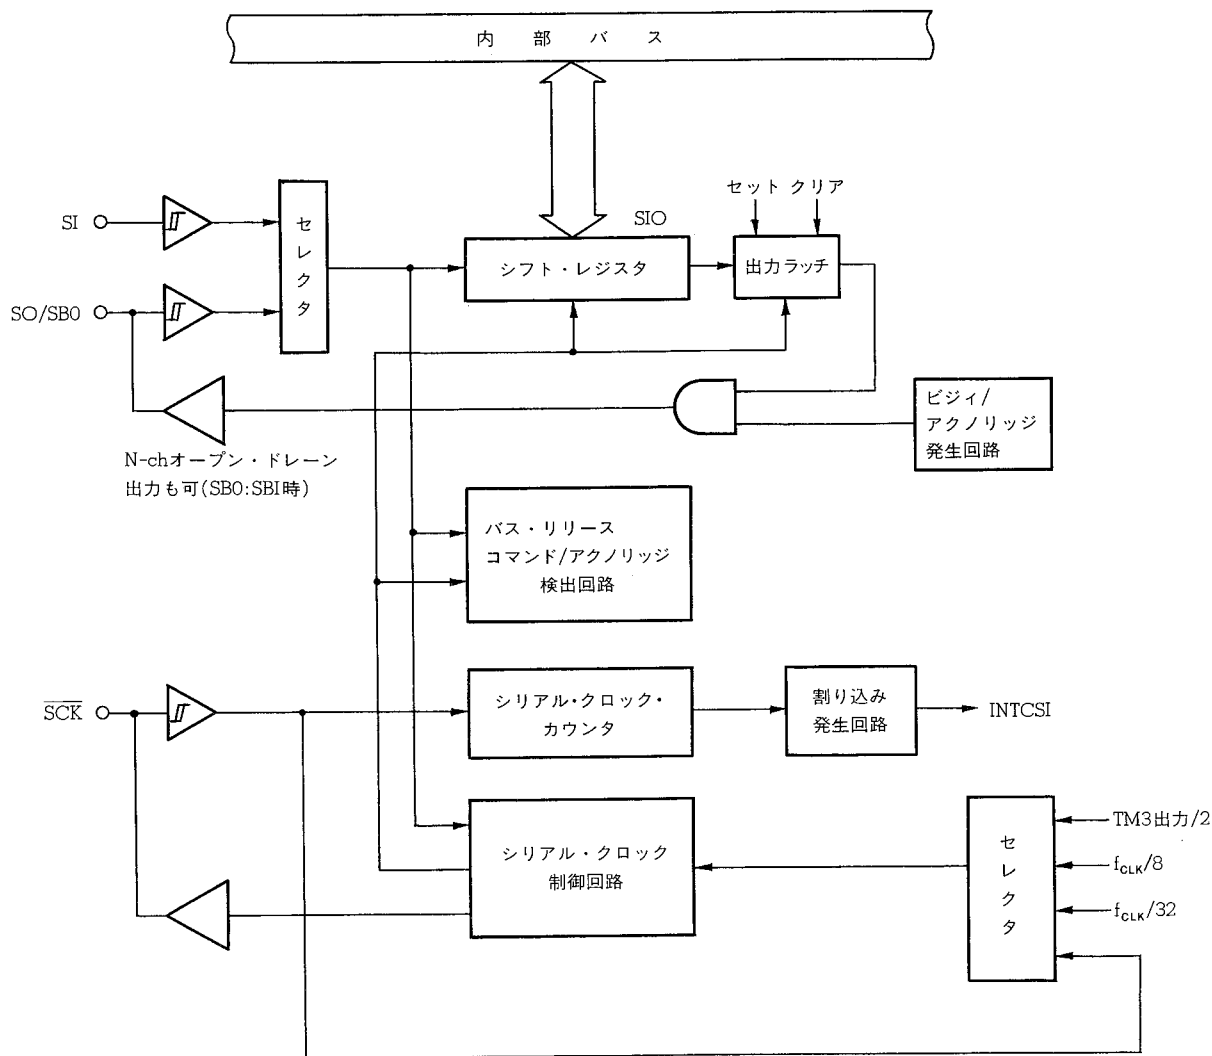 内部バス
セット クリア
SI
セレクタ
SIO
シフト・レジスタ
出力ラッチ
SO/SB0
ビジィ/
アクノリッジ
発生回路
N-chオープン・ドレーン
出力も可(SB0:SBI時)
バス・リリース
コマンド/アクノリッジ
検出回路
SCK
シリアル・クロック・
カウンタ
割り込み
発生回路
INTCSI
シリアル・クロック
制御回路
セレクタ
TM3出力/2
fCLK/8
fCLK/32